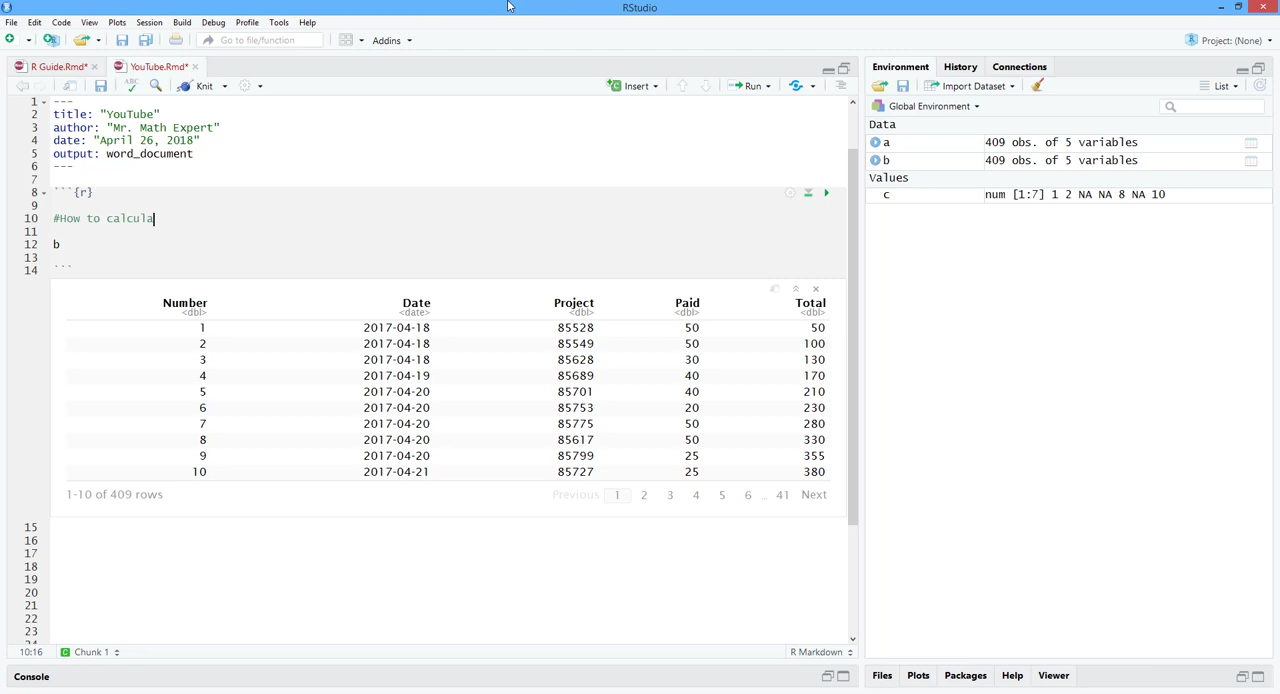 RStudio
File Edit Code View Plots Session Build Debug Profile Tools Help
Go to file/function Addins Project: (None)
R Guide.Rmd* YouTube.Rmd*
ABC Knit Insert Run
1 ---
2 title: "YouTube"
3 author: "Mr. Math Expert"
4 date: "April 26, 2018"
5 output: word_document
6 ---
7
8 ```{r}
9
10 #How to calcula
11
12 b
13
14 ```
Number Date Project Paid Total
<dbl> <date> <dbl> <dbl> <dbl>
1 2017-04-18 85528 50 50
2 2017-04-18 85549 50 100
3 2017-04-18 85628 30 130
4 2017-04-19 85689 40 170
5 2017-04-20 85701 40 210
6 2017-04-20 85753 20 230
7 2017-04-20 85775 50 280
8 2017-04-20 85617 50 330
9 2017-04-20 85799 25 355
10 2017-04-21 85727 25 380
1-10 of 409 rows Previous 1 2 3 4 5 6 ... 41 Next
15
16
17
18
19
20
21
22
23
24
10:16 C Chunk 1 R Markdown
Console
Environment History Connections
Import Dataset List
Global Environment
Data
a 409 obs. of 5 variables
b 409 obs. of 5 variables
Values
c num [1:7] 1 2 NA NA 8 NA 10
Files Plots Packages Help Viewer